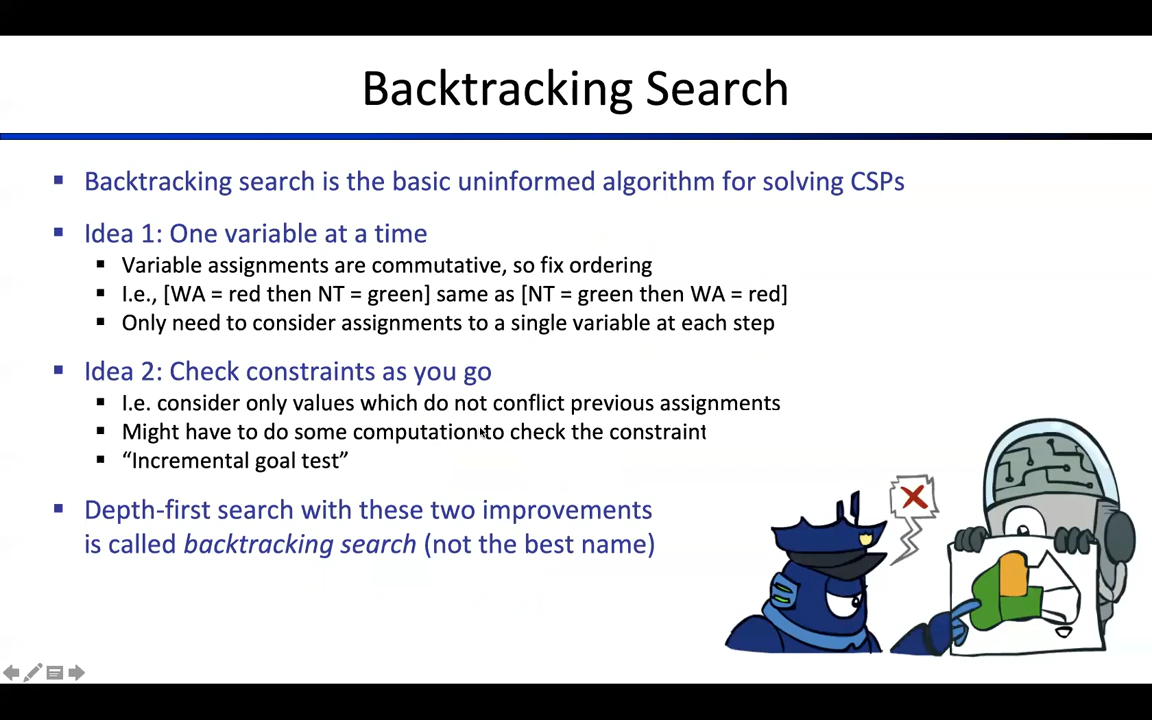 Backtracking Search
Backtracking search is the basic uninformed algorithm for solving CSPs
Idea 1: One variable at a time
Variable assignments are commutative, so fix ordering
I.e., [WA = red then NT = green] same as [NT = green then WA = red]
Only need to consider assignments to a single variable at each step
Idea 2: Check constraints as you go
I.e. consider only values which do not conflict previous assignments
Might have to do some computation to check the constraint
“Incremental goal test”
Depth-first search with these two improvements
is called backtracking search (not the best name)